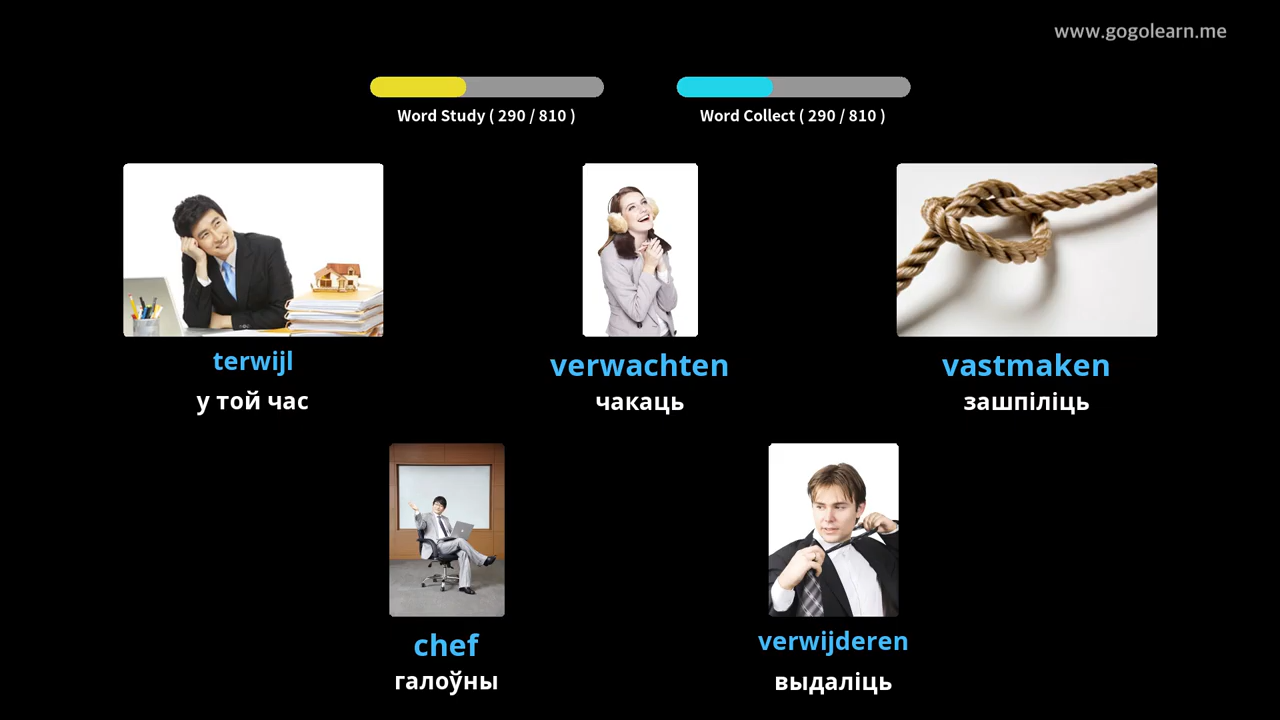 www.gogolearn.me
Word Study ( 290 / 810 )
Word Collect ( 290 / 810 )
terwijl
verwachten
vastmaken
у той час
чакаць
зашпіліць
chef
verwijderen
галоўны
выдаліць